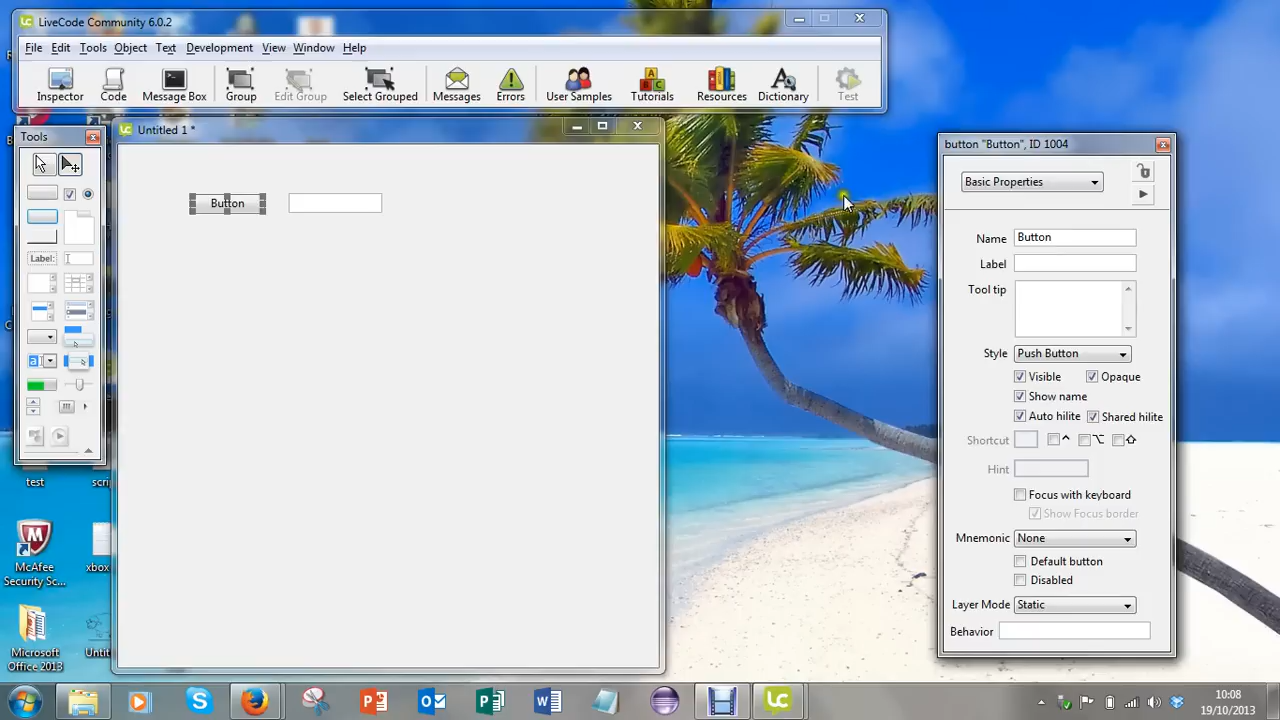 LiveCode Community 6.0.2
File Edit Tools Object Text Development View Window Help
Inspector Code Message Box Group Edit Group Select Grouped Messages Errors User Samples Tutorials Resources Dictionary Test
Tools
Untitled 1 *
Button
Label:
button "Button", ID 1004
Basic Properties
Name Button
Label
Tool tip
Style Push Button
Visible Opaque
Show name
Auto hilite Shared hilite
Shortcut
Hint
Focus with keyboard
Show Focus border
Mnemonic None
Default button
Disabled
Layer Mode Static
Behavior
test
McAfee
Security Sc...
xbox
Microsoft
Office 2013
10:08
19/10/2013